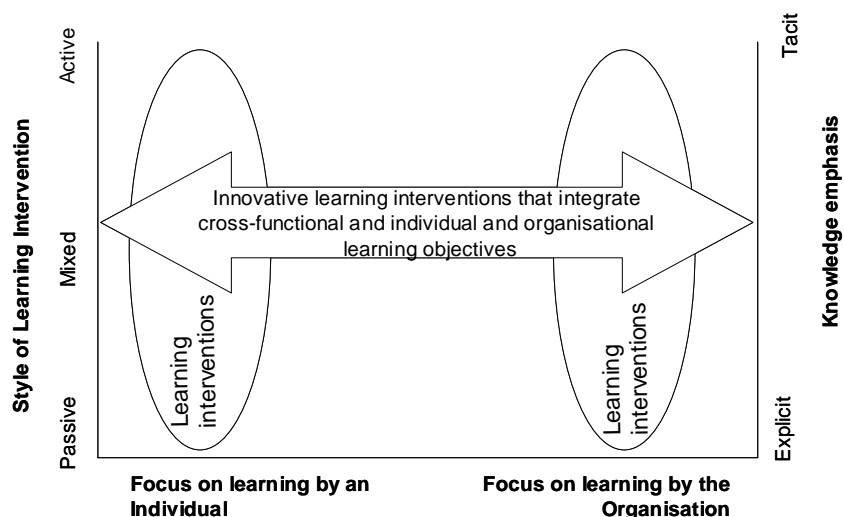 Style of Learning Intervention
Active
Mixed
Passive
Innovative learning interventions that integrate
cross-functional and individual and organisational
learning objectives
Learning
interventions
Learning
interventions
Tacit
Explicit
Knowledge emphasis
Focus on learning by an
Individual
Focus on learning by the
Organisation